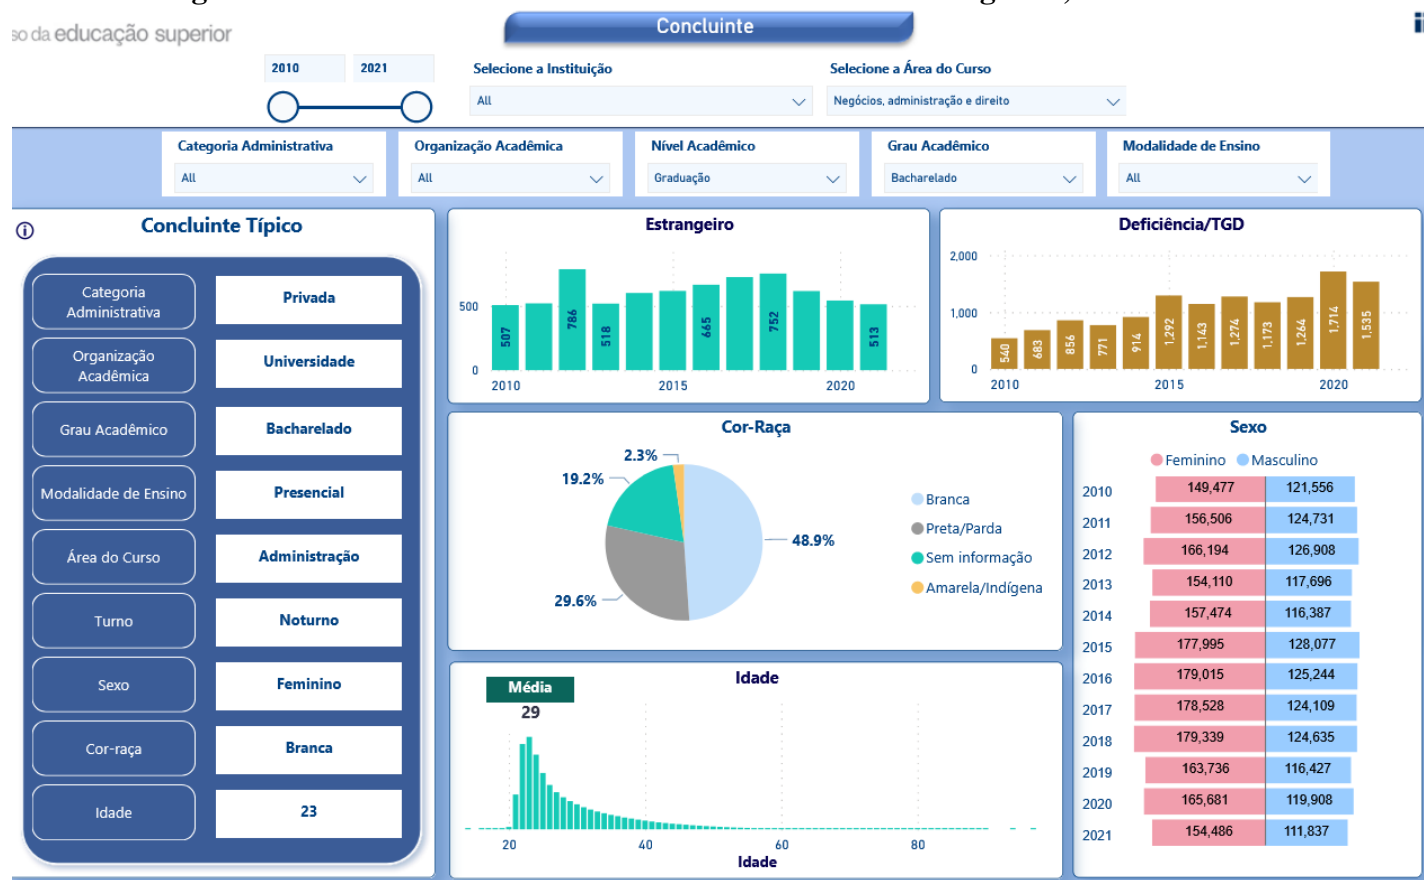 Concluinte
so da educação superior
2010 2021
Selecione a Instituição
All
Selecione a Área do Curso
Negócios, administração e direito
Categoria Administrativa
All
Organização Acadêmica
All
Nível Acadêmico
Graduação
Grau Acadêmico
Bacharelado
Modalidade de Ensino
All
Concluinte Típico
Categoria
Administrativa
Privada
Organização
Acadêmica
Universidade
Grau Acadêmico
Bacharelado
Modalidade de Ensino
Presencial
Área do Curso
Administração
Turno
Noturno
Sexo
Feminino
Cor-raça
Branca
Idade
23
Estrangeiro
500
0
507
786
518
665
752
513
2010 2015 2020
Deficiência/TGD
2,000
1,000
0
540
683
856
771
914
1,292
1,143
1,274
1,173
1,264
1,714
1,535
2010 2015 2020
Cor-Raça
2.3%
19.2%
48.9%
29.6%
Branca
Preta/Parda
Sem informação
Amarela/Indígena
Idade
Média
29
20 40 60 80
Idade
Sexo
Feminino Masculino
2010 149,477 121,556
2011 156,506 124,731
2012 166,194 126,908
2013 154,110 117,696
2014 157,474 116,387
2015 177,995 128,077
2016 179,015 125,244
2017 178,528 124,109
2018 179,339 124,635
2019 163,736 116,427
2020 165,681 119,908
2021 154,486 111,837